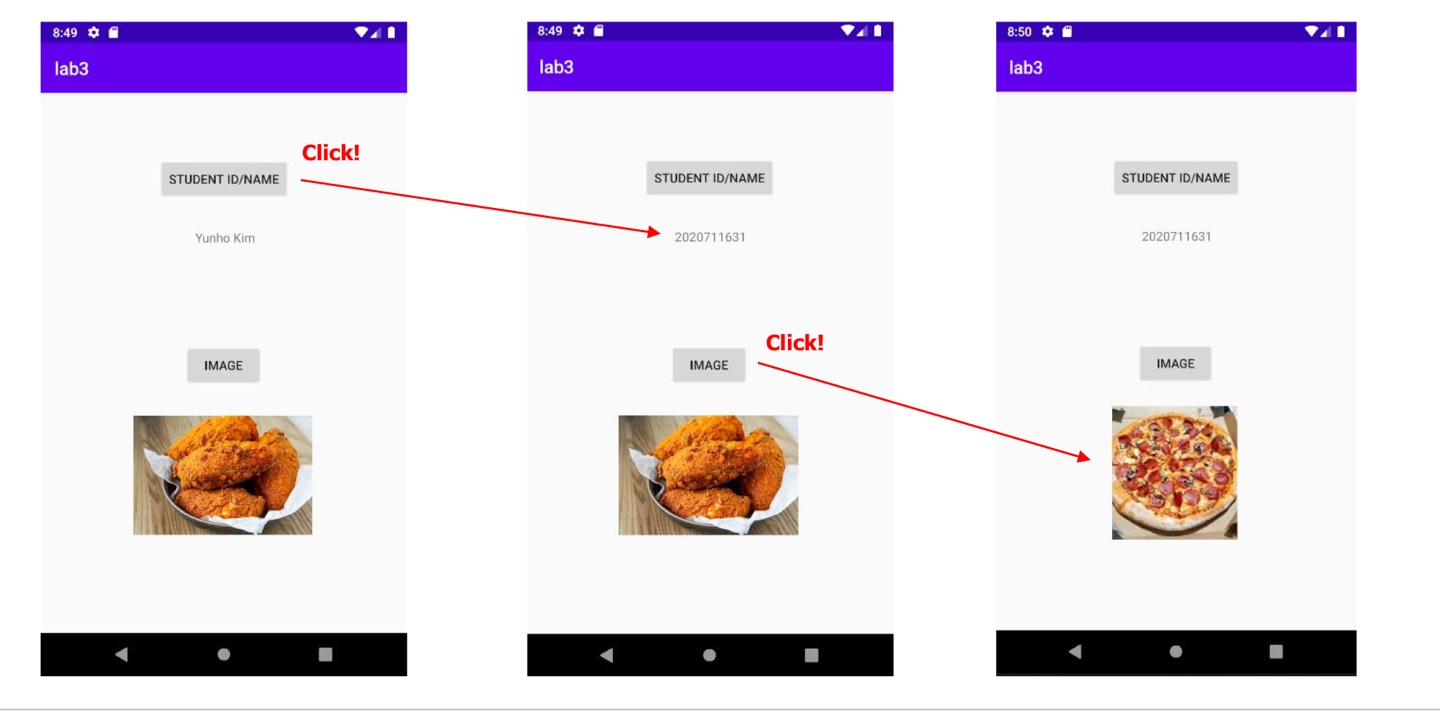 8:49
lab3
Click!
STUDENT ID/NAME
Yunho Kim
IMAGE
8:49
lab3
STUDENT ID/NAME
2020711631
Click!
IMAGE
8:50
lab3
STUDENT ID/NAME
2020711631
IMAGE